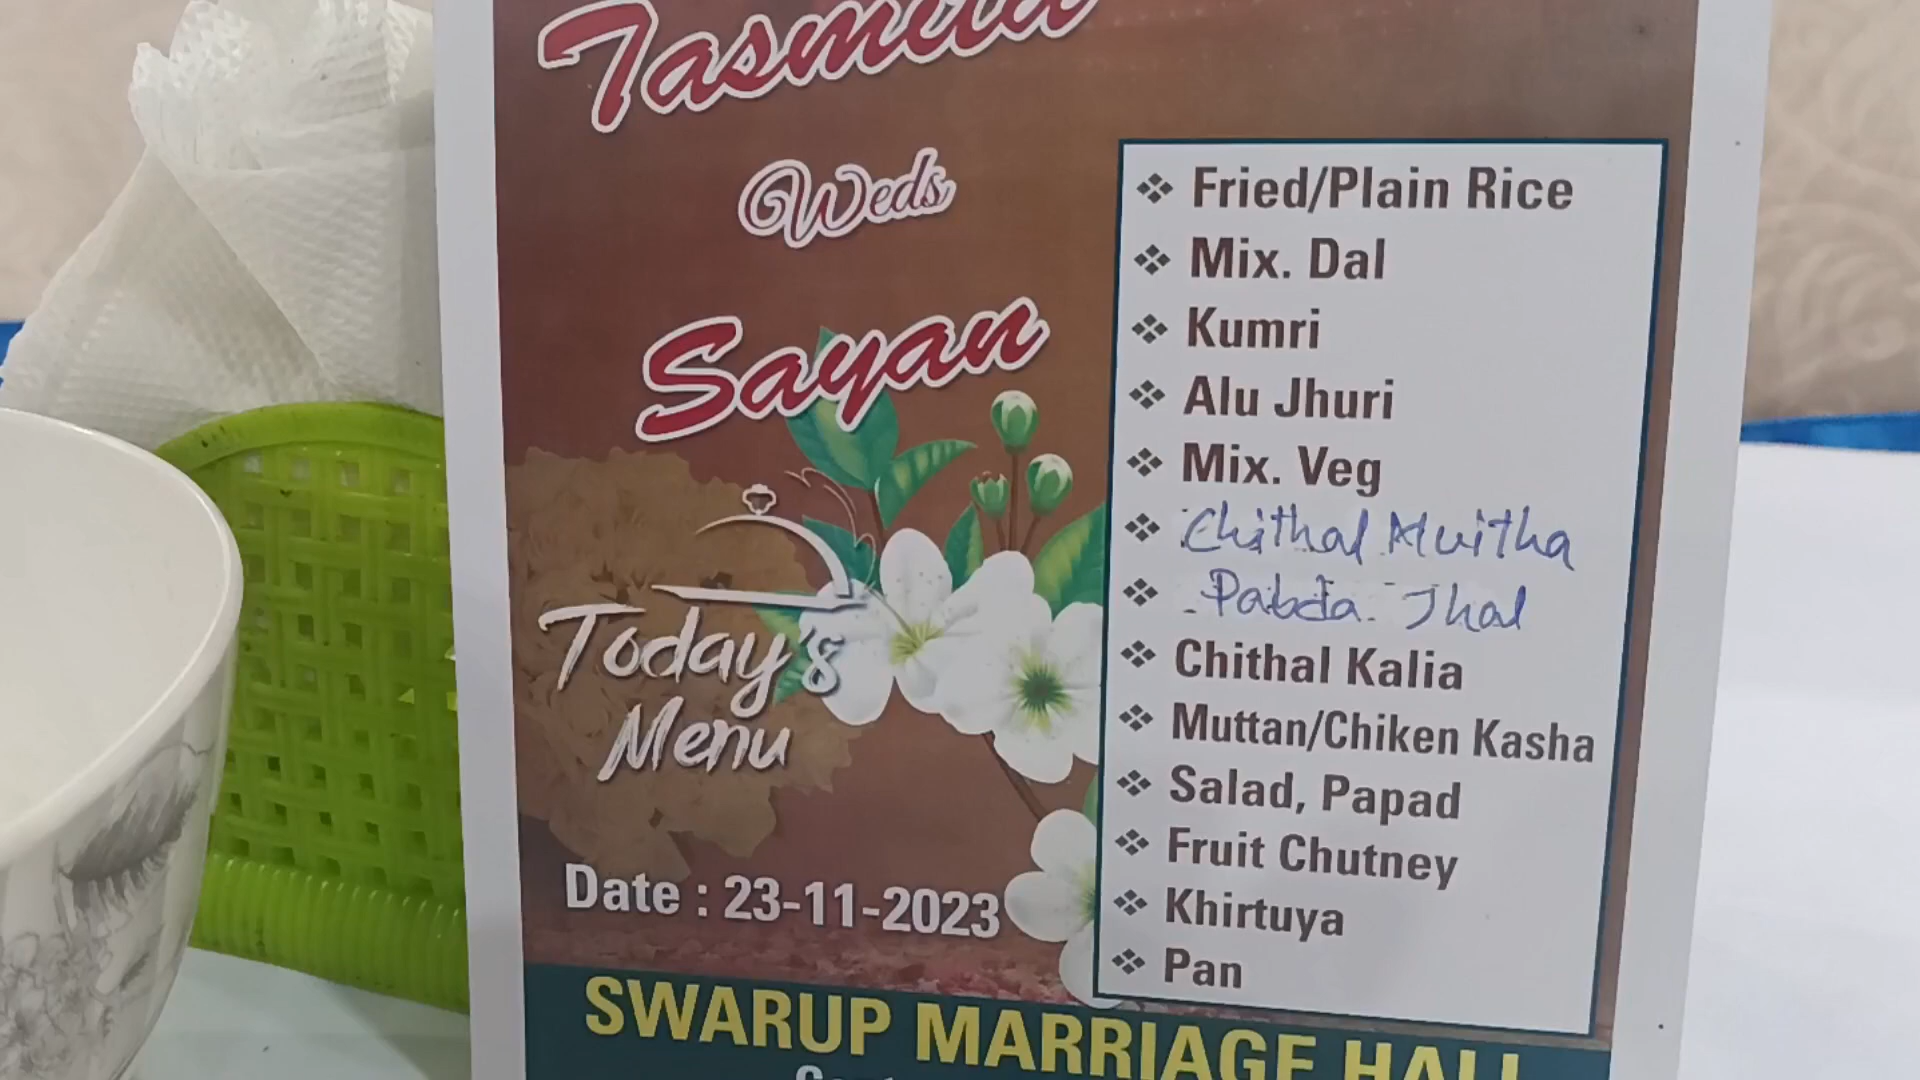 Tasmita
Weds
Sayan
Today's
Menu
Date : 23-11-2023
Fried/Plain Rice
Mix. Dal
Kumri
Alu Jhuri
Mix. Veg
Chithal Muitha
Pabda Jhal
Chithal Kalia
Muttan/Chiken Kasha
Salad, Papad
Fruit Chutney
Khirtuya
Pan
SWARUP MARRIAGE HALL